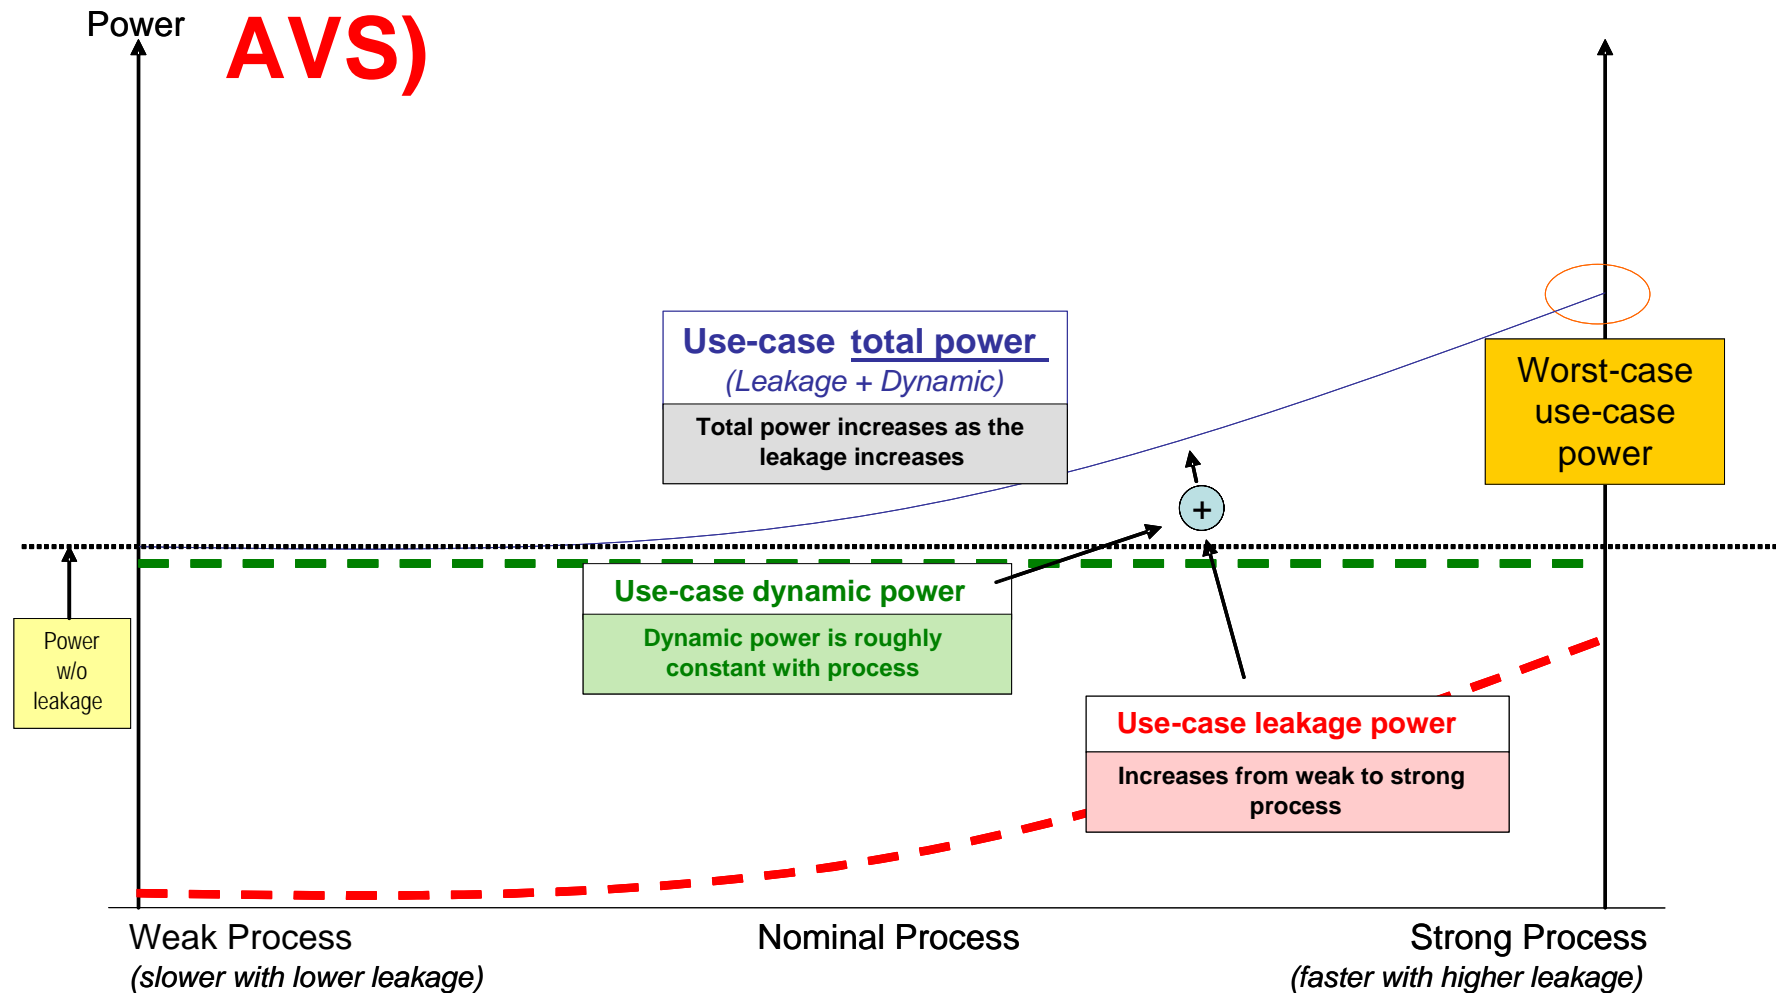 Power
AVS)
Use-case total power
(Leakage + Dynamic)
Total power increases as the
leakage increases
Worst-case
use-case
power
+
Use-case dynamic power
Dynamic power is roughly
constant with process
Power
w/o
leakage
Use-case leakage power
Increases from weak to strong
process
Weak Process
(slower with lower leakage)
Nominal Process
Strong Process
(faster with higher leakage)